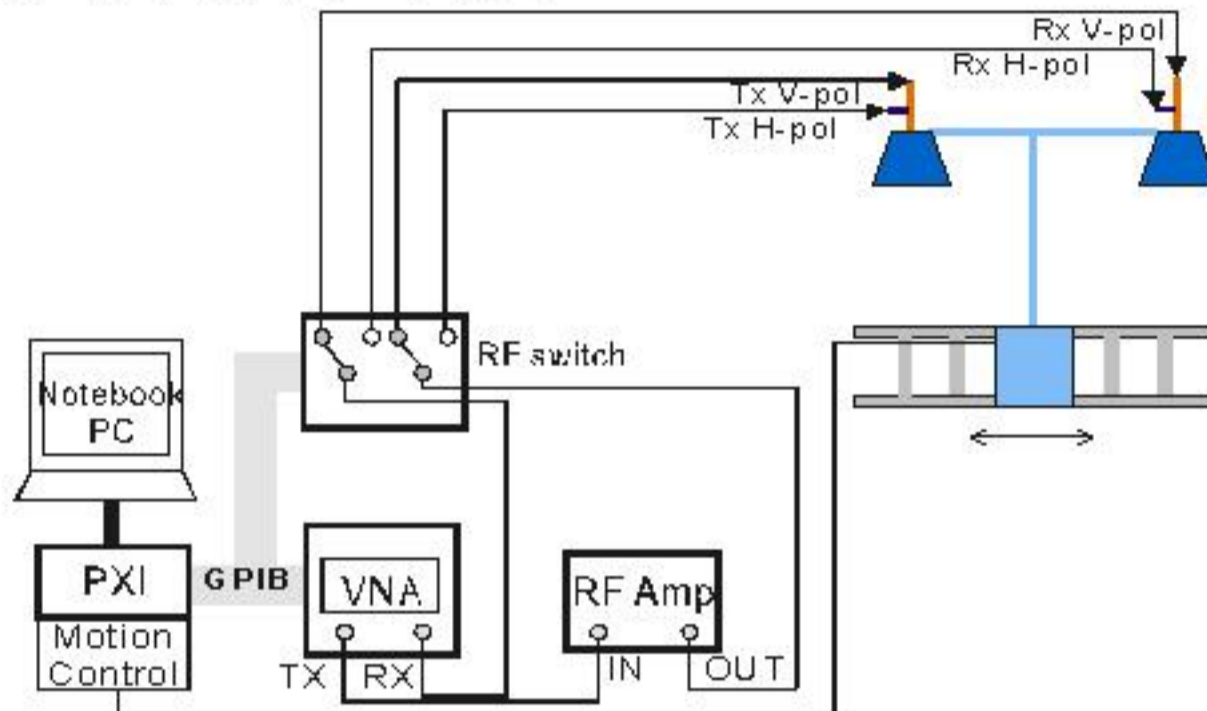 Rx V-pol
Rx H-pol
Tx V-pol
Tx H-pol
RF switch
Notebook
PC
PXI
GPIB
VNA
RF Amp
Motion
Control
TX
RX
IN
OUT